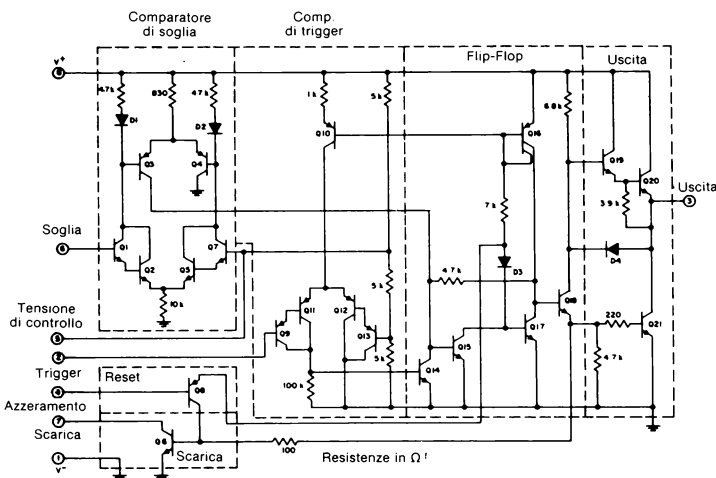 Comparatore
di soglia
Comp.
di trigger
Flip-Flop
Uscita
V+
8
4.7k
830
4.7k
1k
5k
6.8k
D1
D2
Q10
Q16
Q3
Q4
Q19
Q20
Uscita
3
7k
3.9k
Soglia
6
Q1
Q2
Q5
Q7
5k
4.7k
D3
D4
10k
Q11
Q12
Q18
Tensione
di controllo
5
2
Q9
Q13
5k
Q15
Q17
220
Q21
Trigger
4
Reset
Q8
100k
Q14
4.7k
Azzeramento
7
Scarica
Q6
Scarica
100
Resistenze in Ω
1
V-